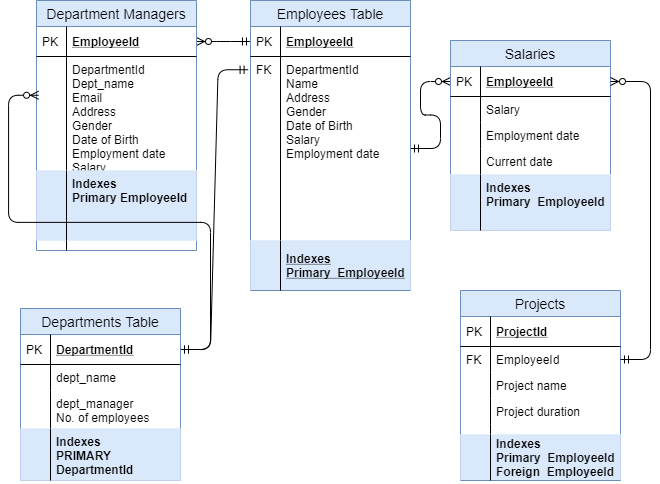 Department Managers
PK EmployeeId
DepartmentId
Dept_name
Email
Address
Gender
Date of Birth
Employment date
Salary
Indexes
Primary EmployeeId
Employees Table
PK EmployeeId
FK DepartmentId
Name
Address
Gender
Date of Birth
Salary
Employment date
Indexes
Primary EmployeeId
Salaries
PK EmployeeId
Salary
Employment date
Current date
Indexes
Primary EmployeeId
Departments Table
PK DepartmentId
dept_name
dept_manager
No. of employees
Indexes
PRIMARY
DepartmentId
Projects
PK ProjectId
FK EmployeeId
Project name
Project duration
Indexes
Primary EmployeeId
Foreign EmployeeId